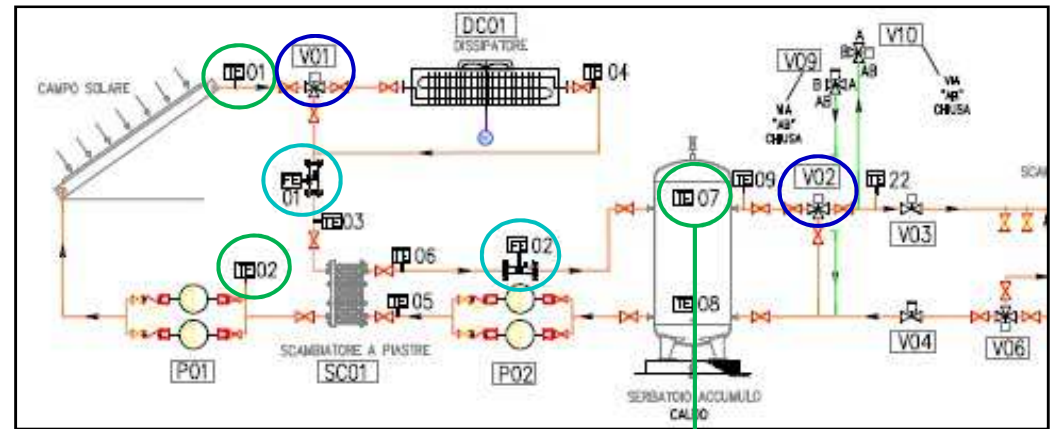 DC01
DISSIPATORE
V01
TE 01
TE 04
CAMPO SOLARE
V10
V09
A
B
AB
B
A
AB
VIA
"AB"
CHIUSA
VIA
"AB"
CHIUSA
FE
01
TE 03
TE 07
TE 09
V02
TE 22
V03
TE 02
TE 06
FE 02
TE 05
TE 08
V04
V06
P01
SCAMBIATORE A PIASTRE
SC01
P02
SERBATOIO ACCUMULO
CALDO